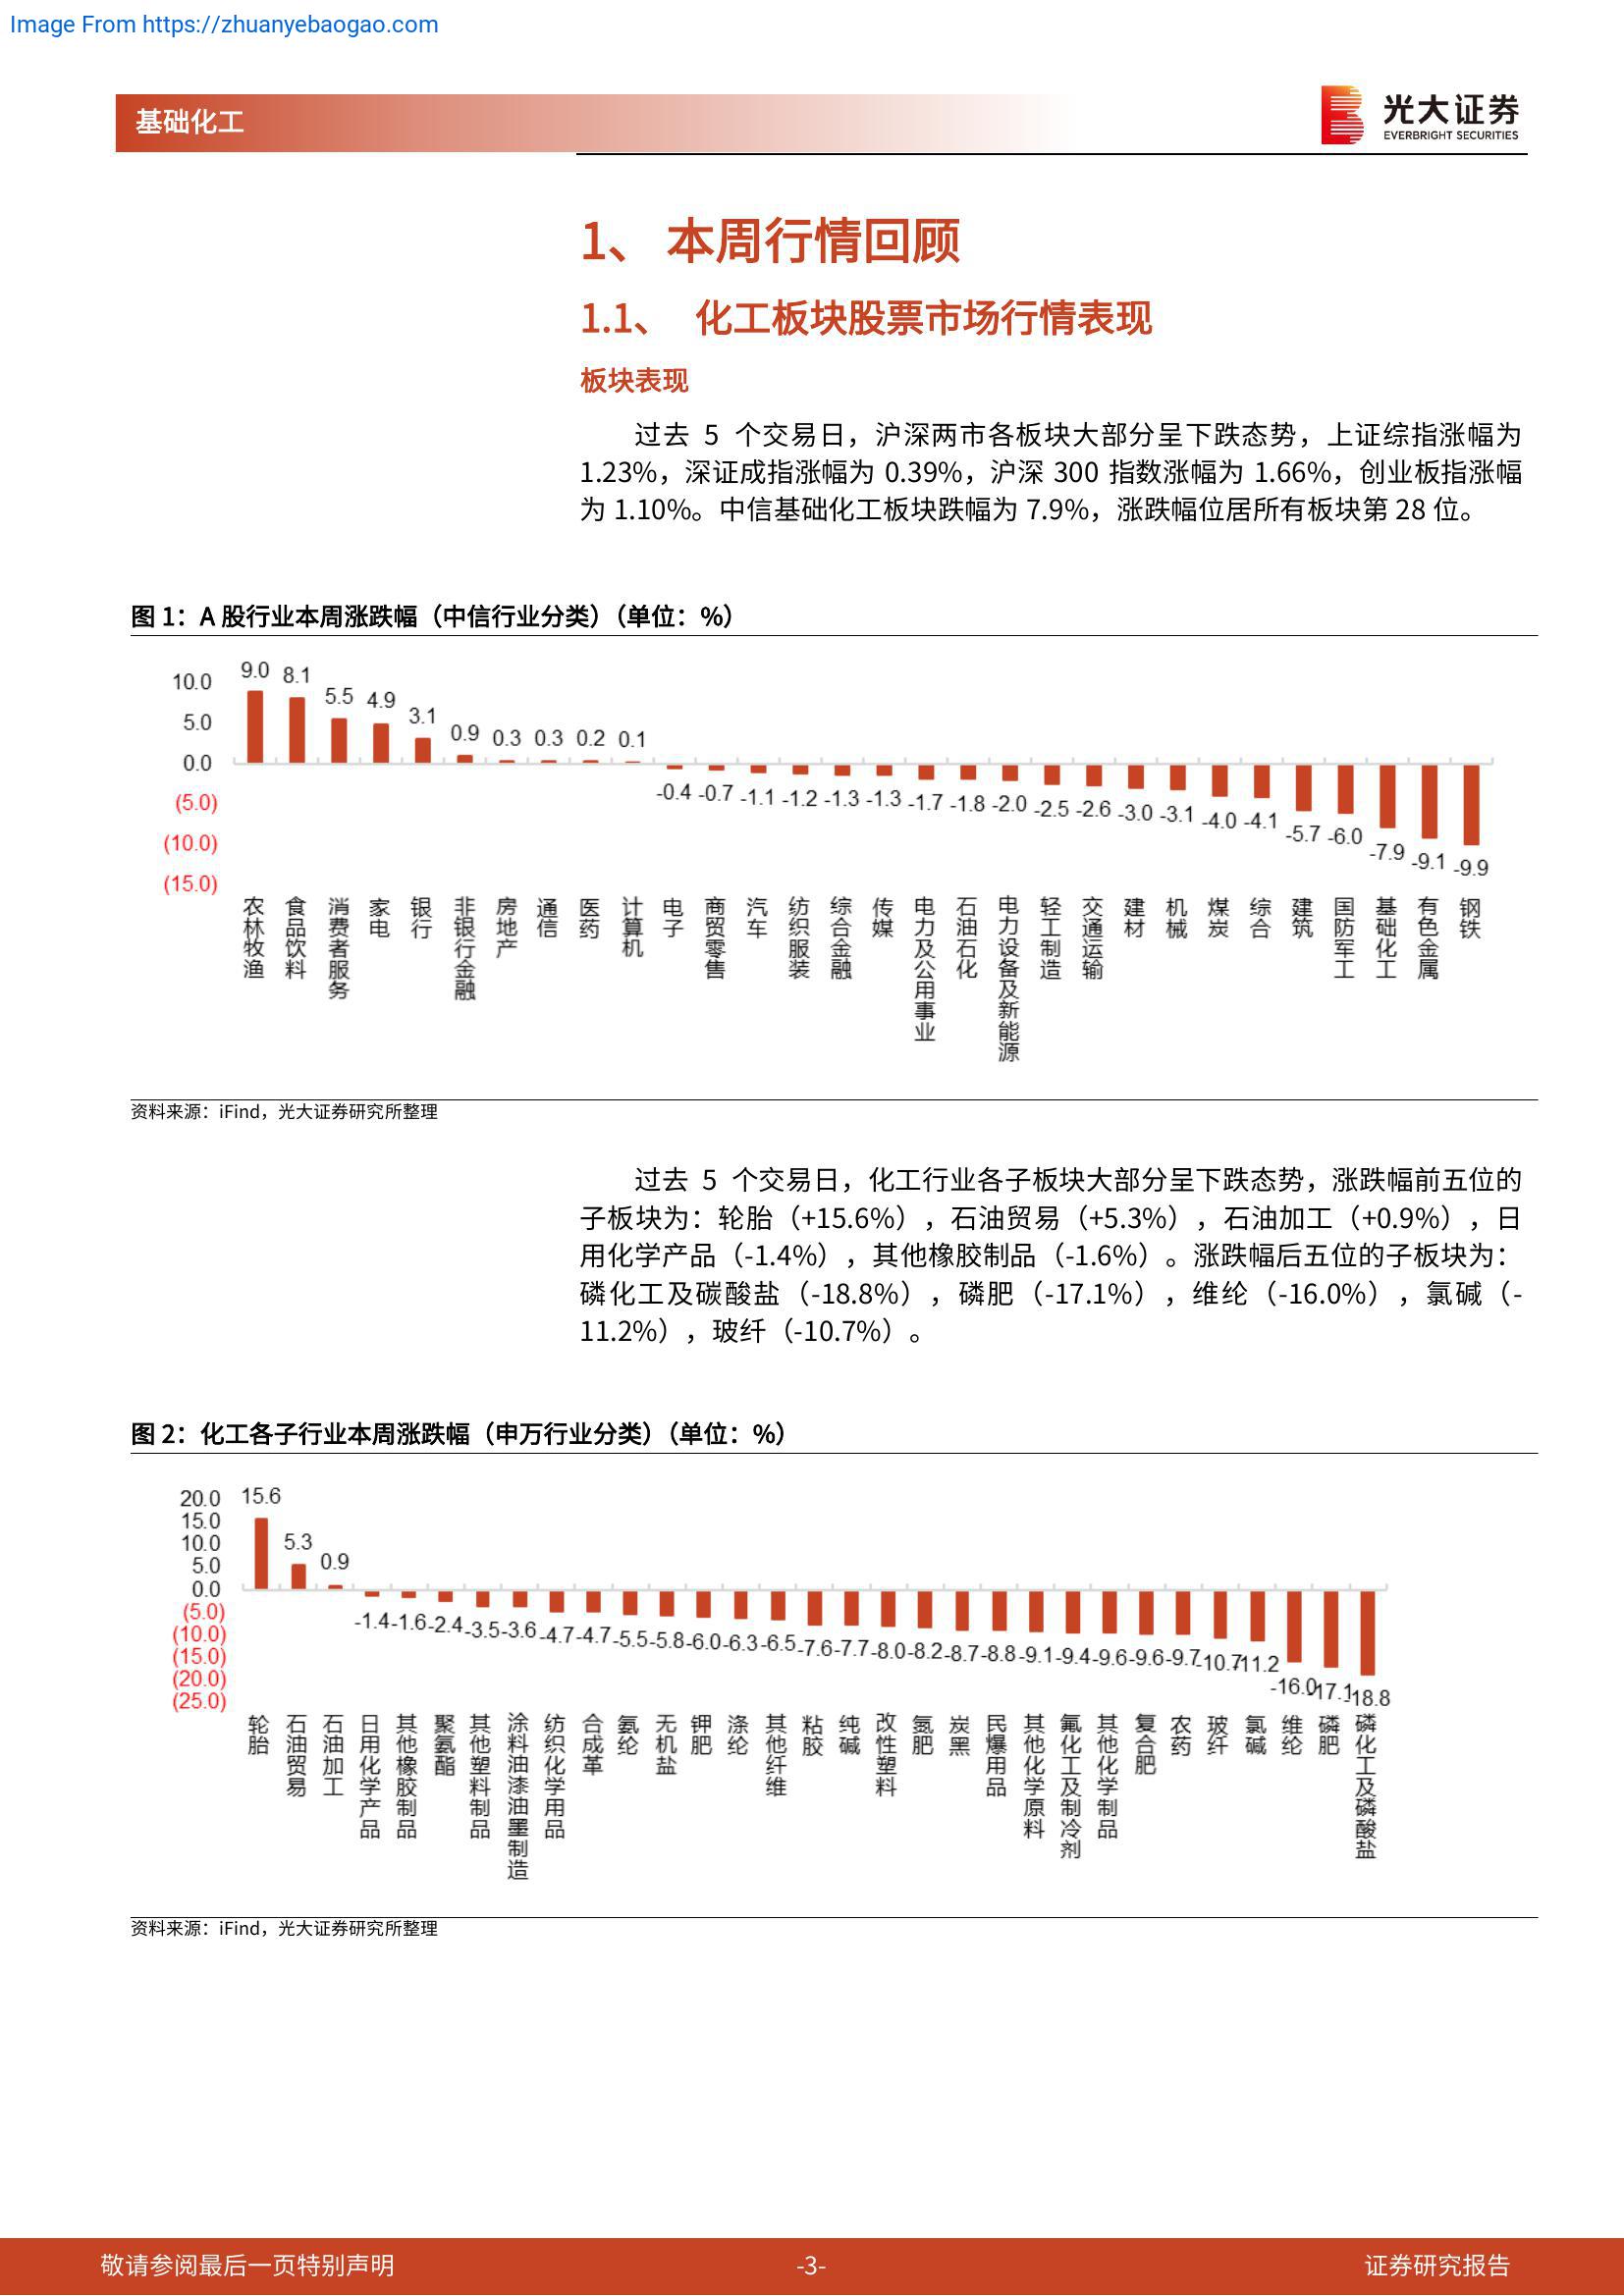 Image From https://zhuanyebaogao.com
基础化工
光大证券
EVERBRIGHT SECURITIES
1、 本周行情回顾
1.1、 化工板块股票市场行情表现
板块表现
过去 5 个交易日，沪深两市各板块大部分呈下跌态势，上证综指涨幅为
1.23%，深证成指涨幅为 0.39%，沪深 300 指数涨幅为 1.66%，创业板指涨幅
为 1.10%。中信基础化工板块跌幅为 7.9%，涨跌幅位居所有板块第 28 位。
图 1：A 股行业本周涨跌幅（中信行业分类）（单位：%）
10.0
5.0
0.0
(5.0)
(10.0)
(15.0)
9.0 8.1 5.5 4.9 3.1 0.9 0.3 0.3 0.2 0.1 -0.4 -0.7 -1.1 -1.2 -1.3 -1.3 -1.7 -1.8 -2.0 -2.5 -2.6 -3.0 -3.1 -4.0 -4.1 -5.7 -6.0 -7.9 -9.1 -9.9
农林牧渔
食品饮料
消费者服务
家电
银行
非银行金融
房地产
通信
医药
计算机
电子
商贸零售
汽车
纺织服装
综合金融
传媒
电力及公用事业
石油石化
电力设备及新能源
轻工制造
交通运输
建材
机械
煤炭
综合
建筑
国防军工
基础化工
有色金属
钢铁
资料来源：iFind，光大证券研究所整理
过去 5 个交易日，化工行业各子板块大部分呈下跌态势，涨跌幅前五位的
子板块为：轮胎（+15.6%），石油贸易（+5.3%），石油加工（+0.9%），日
用化学产品（-1.4%），其他橡胶制品（-1.6%）。涨跌幅后五位的子板块为：
磷化工及碳酸盐（-18.8%），磷肥（-17.1%），维纶（-16.0%），氯碱（-
11.2%），玻纤（-10.7%）。
图 2：化工各子行业本周涨跌幅（申万行业分类）（单位：%）
20.0
15.0
10.0
5.0
0.0
(5.0)
(10.0)
(15.0)
(20.0)
(25.0)
15.6 5.3 0.9 -1.4 -1.6 -2.4 -3.5 -3.6 -4.7 -4.7 -5.5 -5.8 -6.0 -6.3 -6.5 -7.6 -7.7 -8.0 -8.2 -8.7 -8.8 -9.1 -9.4 -9.6 -9.6 -9.7 -10.7 -11.2 -16.0 -17.1 -18.8
轮胎
石油贸易
石油加工
日用化学产品
其他橡胶制品
聚氨酯
其他塑料制品
涂料油漆油墨制造
纺织化学用品
合成革
氨纶
无机盐
钾肥
涤纶
其他纤维
粘胶
纯碱
改性塑料
氮肥
炭黑
民爆用品
其他化学原料
氟化工及制冷剂
其他化学制品
复合肥
农药
玻纤
氯碱
维纶
磷肥
磷化工及磷酸盐
资料来源：iFind，光大证券研究所整理
敬请参阅最后一页特别声明
-3-
证券研究报告